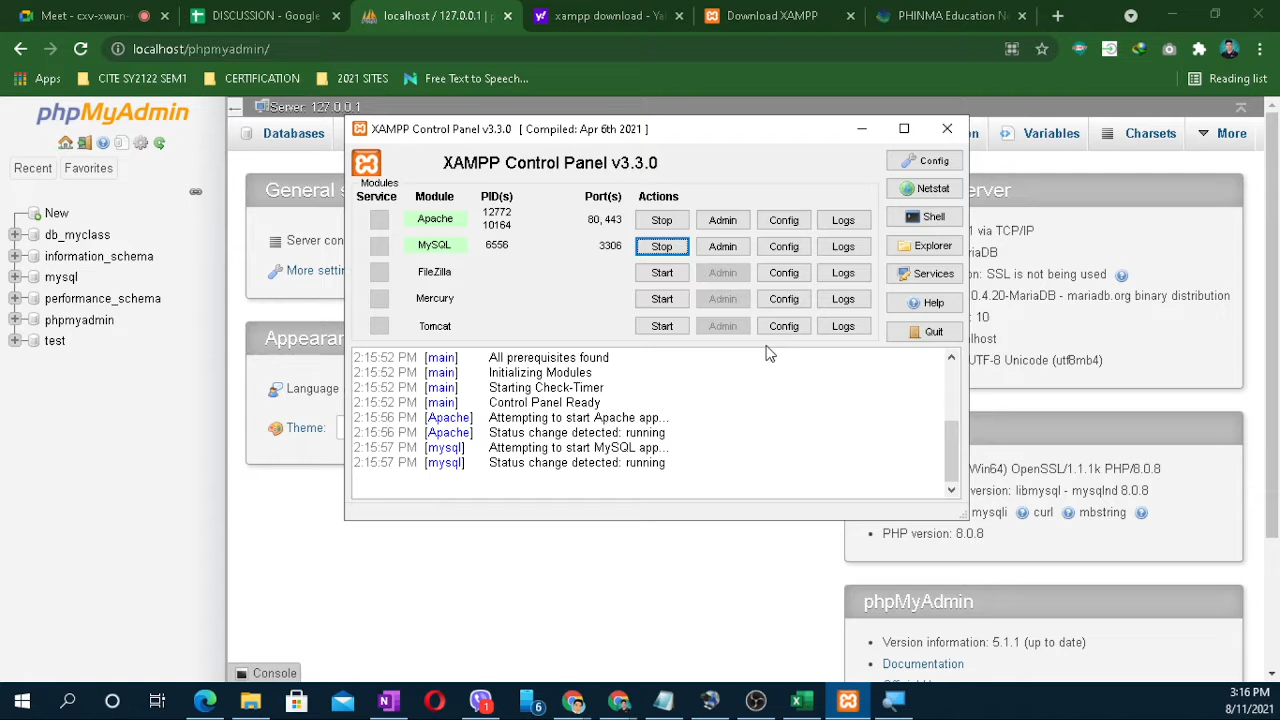 Meet - cxv-xwun-
DISCUSSION - Google
localhost / 127.0.0.1 | p
xampp download - Ya
Download XAMPP
PHINMA Education N
localhost/phpmyadmin/
Apps
CITE SY2122 SEM1
CERTIFICATION
2021 SITES
Free Text to Speech...
Reading list
phpMyAdmin
Recent
Favorites
New
db_myclass
information_schema
mysql
performance_schema
phpmyadmin
test
Server: 127.0.0.1
Databases
Variables
Charsets
More
General s
Server con
More setti
Appearan
Language
Theme:
XAMPP Control Panel v3.3.0 [ Compiled: Apr 6th 2021 ]
XAMPP Control Panel v3.3.0
Modules
Service
Module
PID(s)
Port(s)
Actions
Apache
12772
10164
80, 443
Stop
Admin
Config
Logs
MySQL
6556
3306
Stop
Admin
Config
Logs
FileZilla
Start
Admin
Config
Logs
Mercury
Start
Admin
Config
Logs
Tomcat
Start
Admin
Config
Logs
Config
Netstat
Shell
Explorer
Services
Help
Quit
2:15:52 PM [main] All prerequisites found
2:15:52 PM [main] Initializing Modules
2:15:52 PM [main] Starting Check-Timer
2:15:52 PM [main] Control Panel Ready
2:15:56 PM [Apache] Attempting to start Apache app...
2:15:56 PM [Apache] Status change detected: running
2:15:57 PM [mysql] Attempting to start MySQL app...
2:15:57 PM [mysql] Status change detected: running
erver
via TCP/IP
DB
SSL is not being used
0.4.20-MariaDB - mariadb.org binary distribution
10
lhost
UTF-8 Unicode (utf8mb4)
Win64) OpenSSL/1.1.1k PHP/8.0.8
version: libmysql - mysqlnd 8.0.8
mysqli
curl
mbstring
PHP version: 8.0.8
phpMyAdmin
Version information: 5.1.1 (up to date)
Documentation
Console
1
6
3:16 PM
8/11/2021